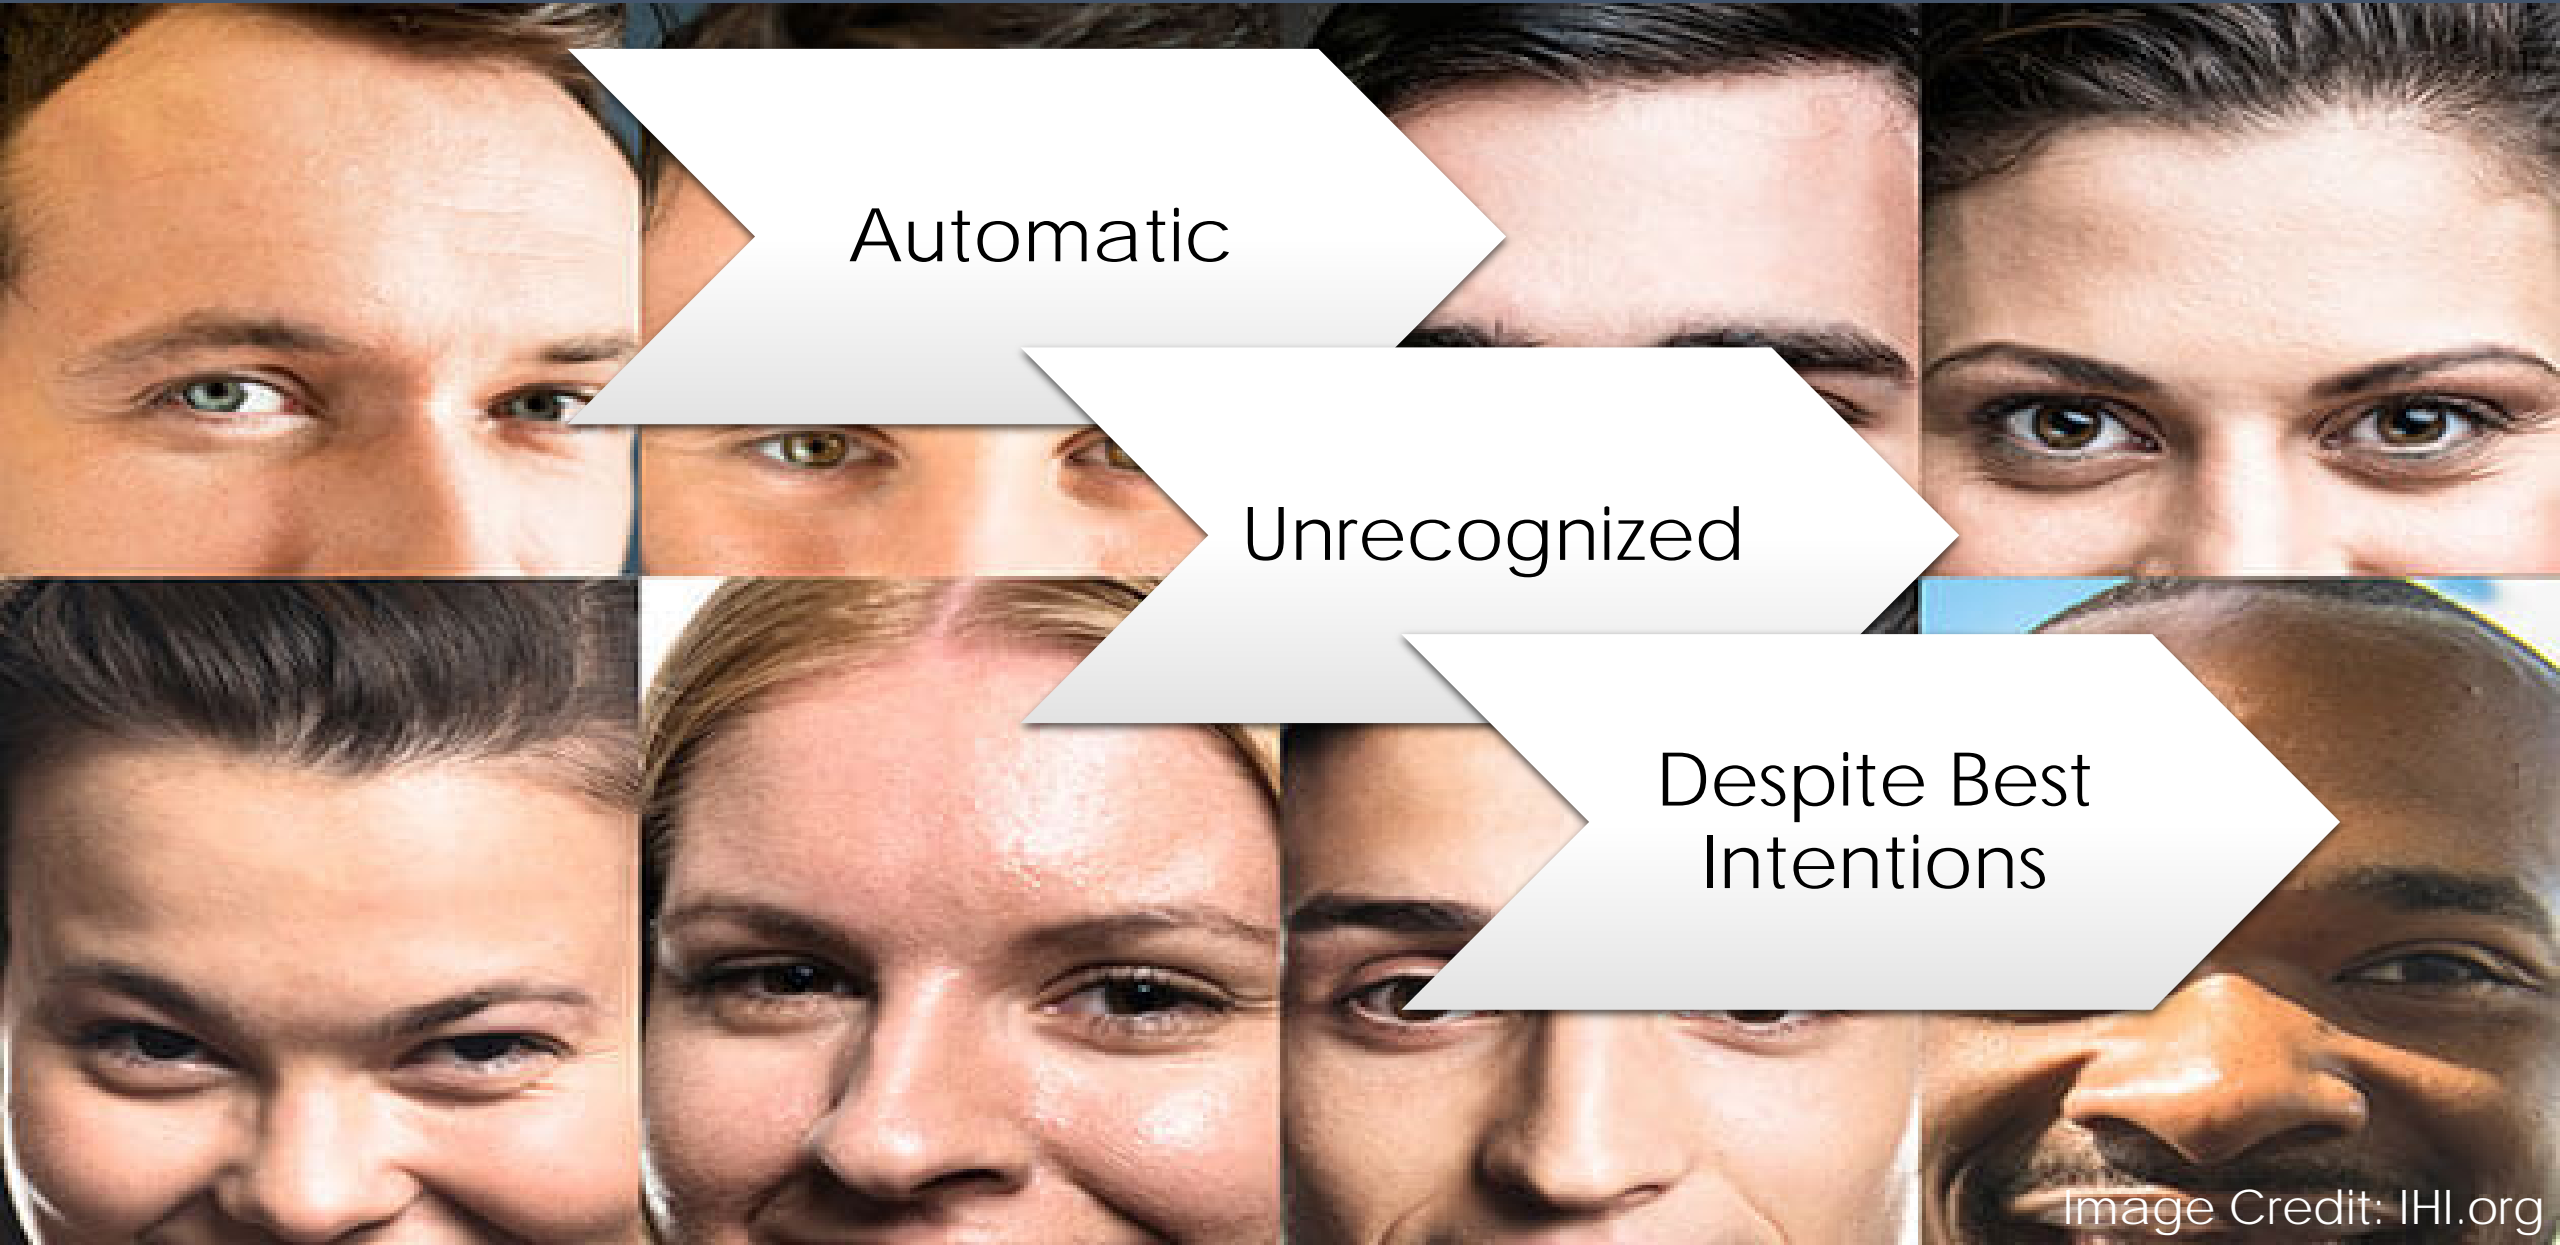 Automatic
Unrecognized
Despite Best
Intentions
Image Credit: IHI.org